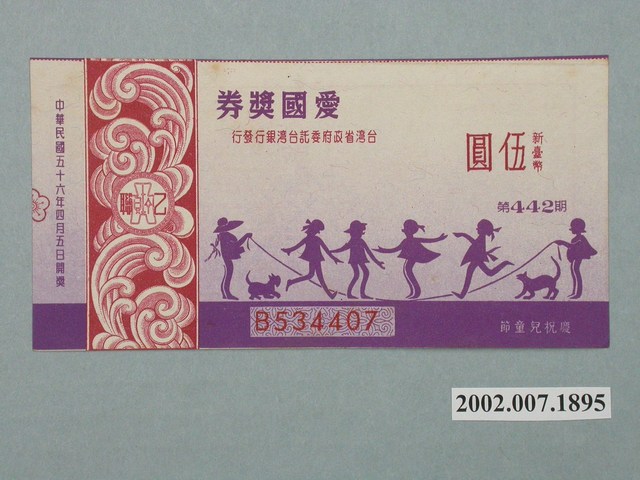 愛國獎券
台灣省政府委託台灣銀行發行
新臺幣
伍圓
第442期
中華民國五十六年四月五日開獎
B534407
慶祝兒童節
2002.007.1895